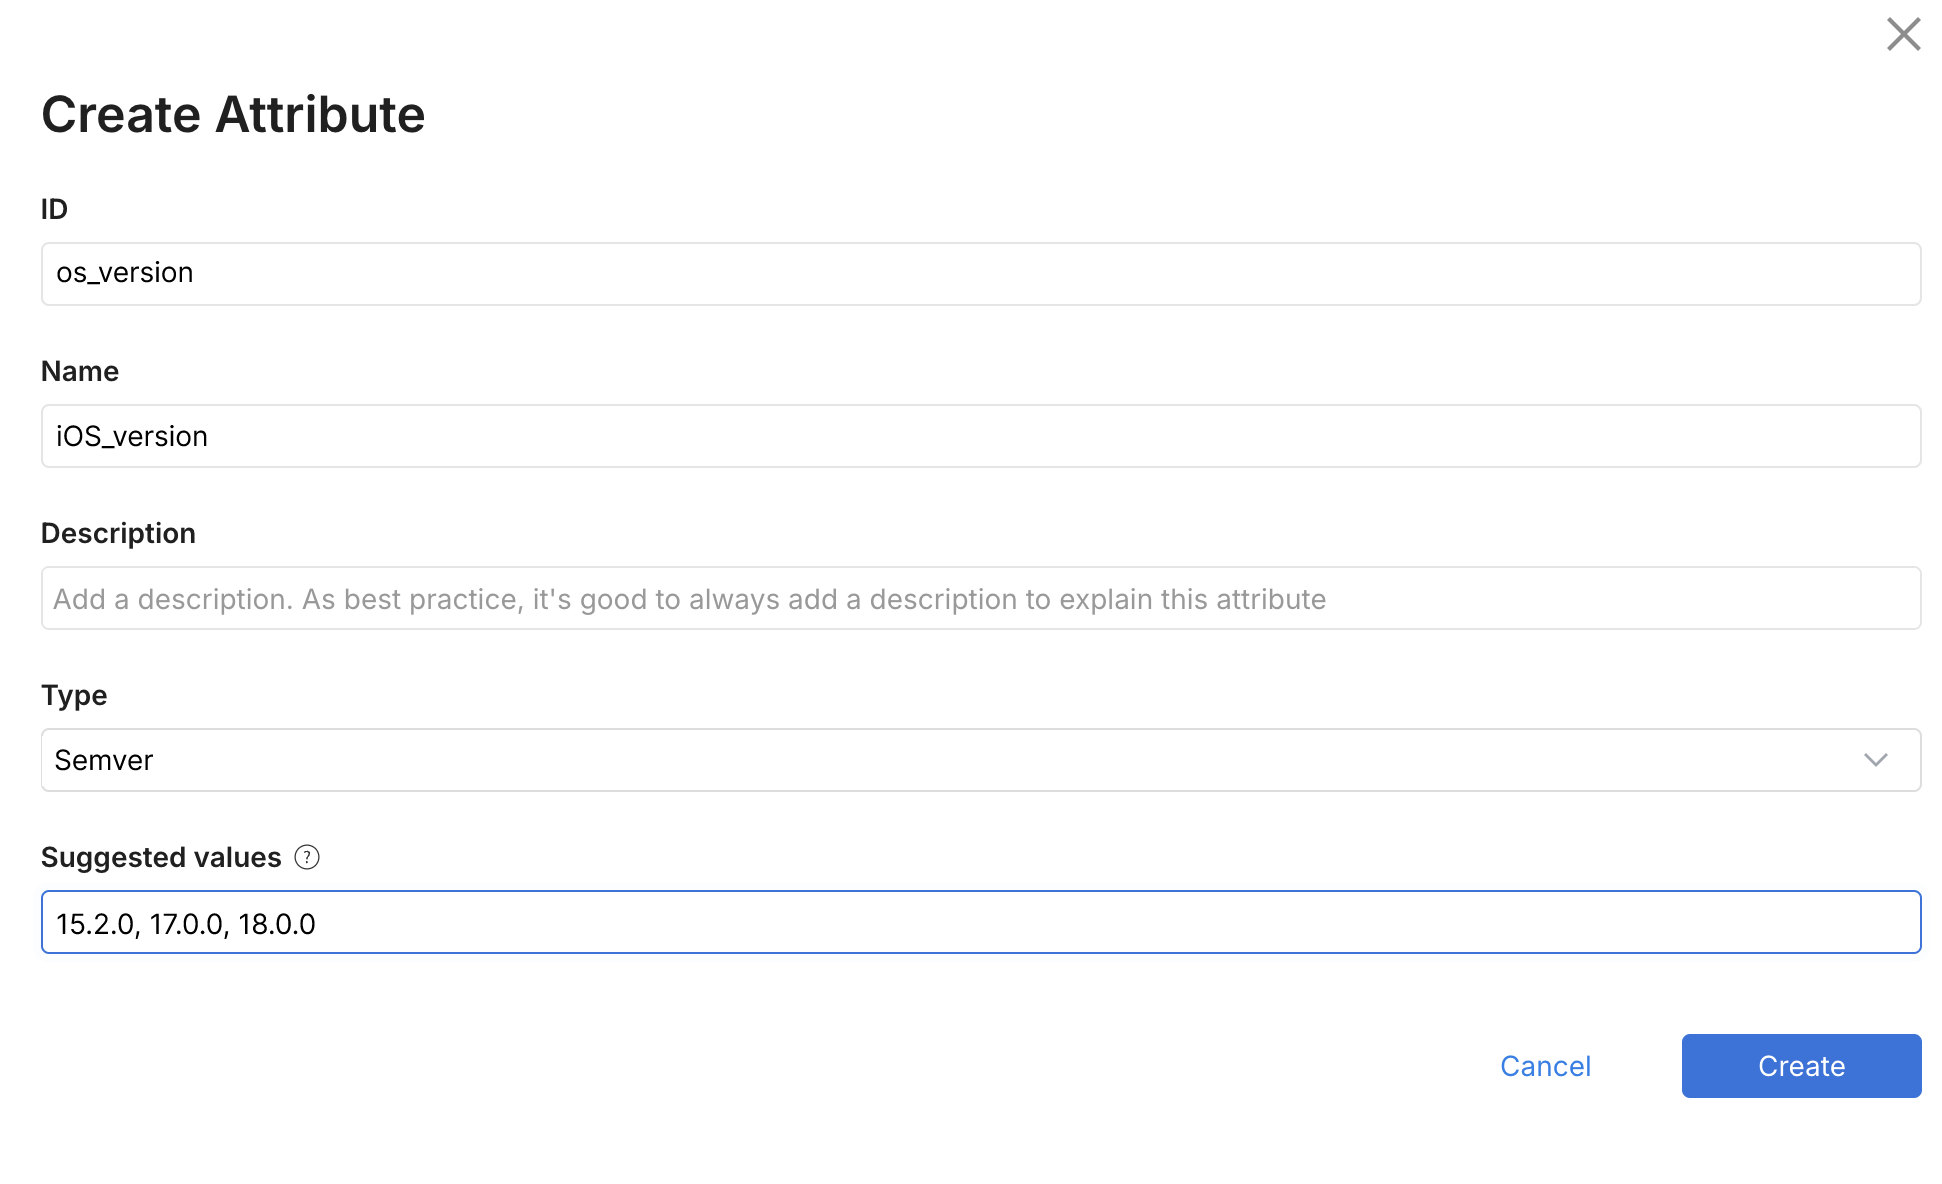 Create Attribute
ID
os_version
Name
iOS_version
Description
Add a description. As best practice, it's good to always add a description to explain this attribute
Type
Semver
Suggested values ?
15.2.0, 17.0.0, 18.0.0
Cancel
Create